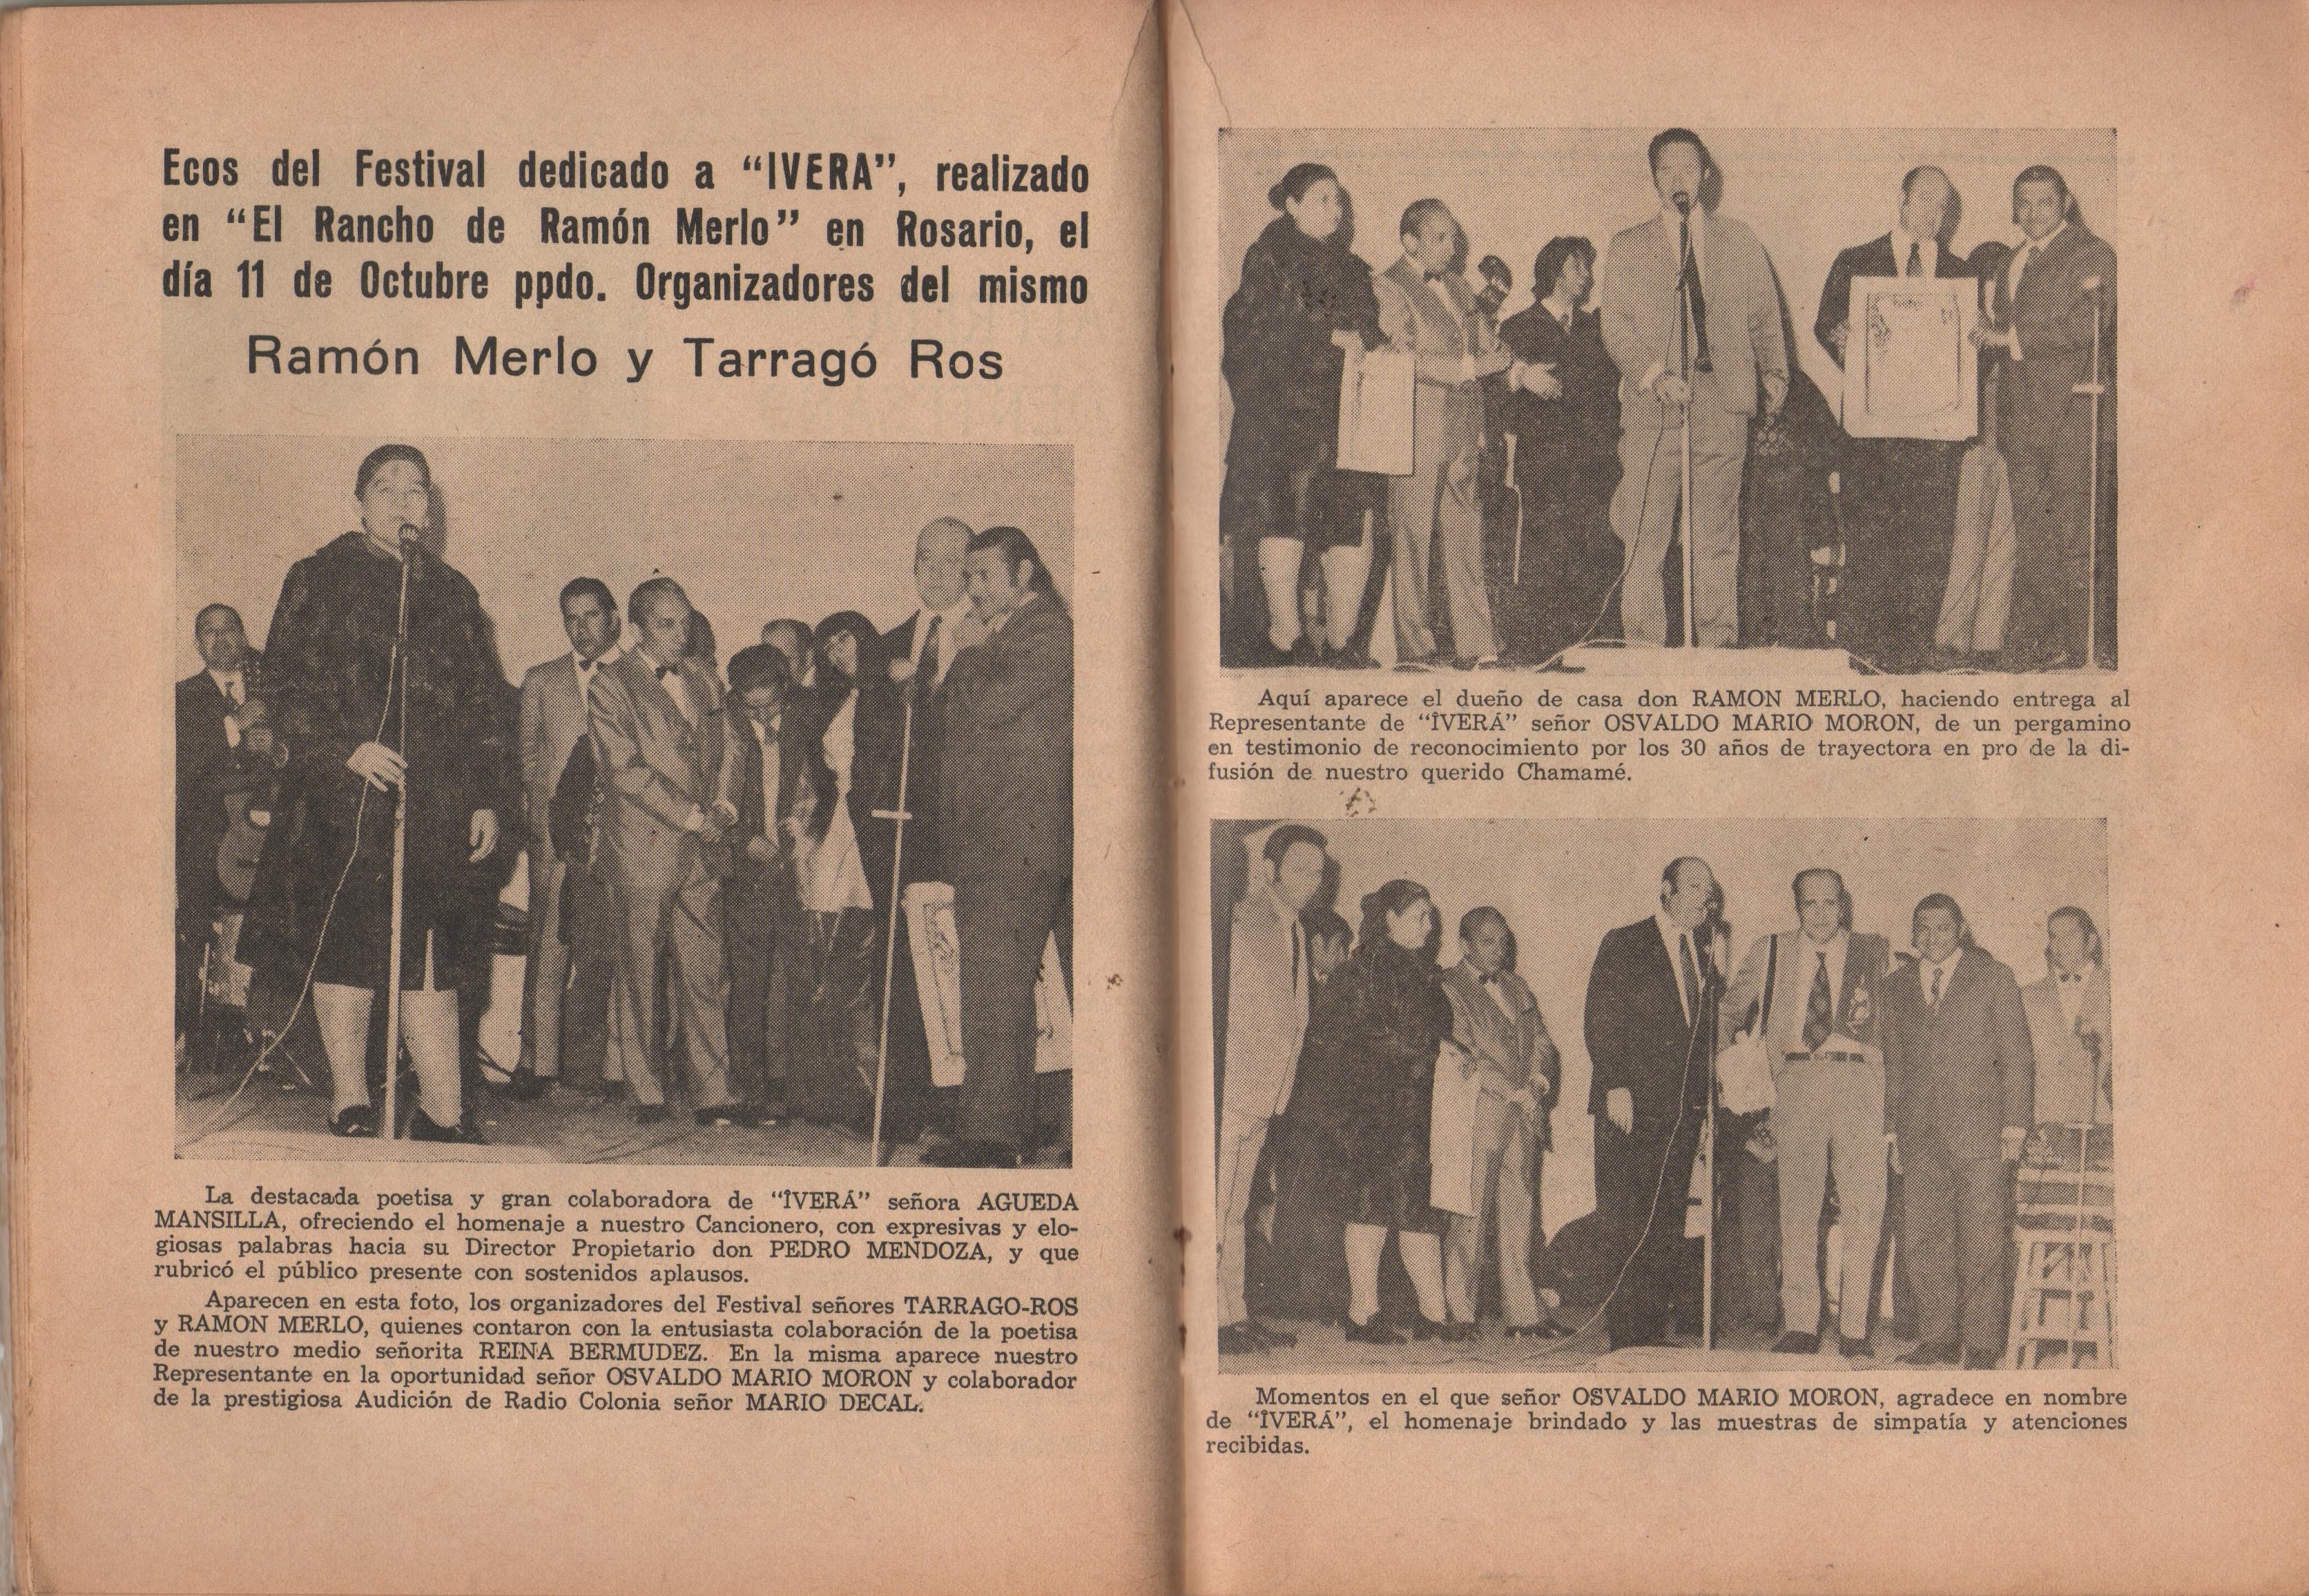 Ecos del Festival dedicado a “IVERA”, realizado
en “El Rancho de Ramón Merlo” en Rosario, el
día 11 de Octubre ppdo. Organizadores del mismo
Ramón Merlo y Tarragó Ros
La destacada poetisa y gran colaboradora de “ÎVERÁ” señora AGUEDA
MANSILLA, ofreciendo el homenaje a nuestro Cancionero, con expresivas y elo-
giosas palabras hacia su Director Propietario don PEDRO MENDOZA, y que
rubricó el público presente con sostenidos aplausos.
Aparecen en esta foto, los organizadores del Festival señores TARRAGO-ROS
y RAMON MERLO, quienes contaron con la entusiasta colaboración de la poetisa
de nuestro medio señorita REINA BERMUDEZ. En la misma aparece nuestro
Representante en la oportunidad señor OSVALDO MARIO MORON y colaborador
de la prestigiosa Audición de Radio Colonia señor MARIO DECAL.
Aquí aparece el dueño de casa don RAMON MERLO, haciendo entrega al
Representante de “ÎVERÁ” señor OSVALDO MARIO MORON, de un pergamino
en testimonio de reconocimiento por los 30 años de trayectora en pro de la di-
fusión de nuestro querido Chamamé.
Momentos en el que señor OSVALDO MARIO MORON, agradece en nombre
de “ÎVERÁ”, el homenaje brindado y las muestras de simpatía y atenciones
recibidas.